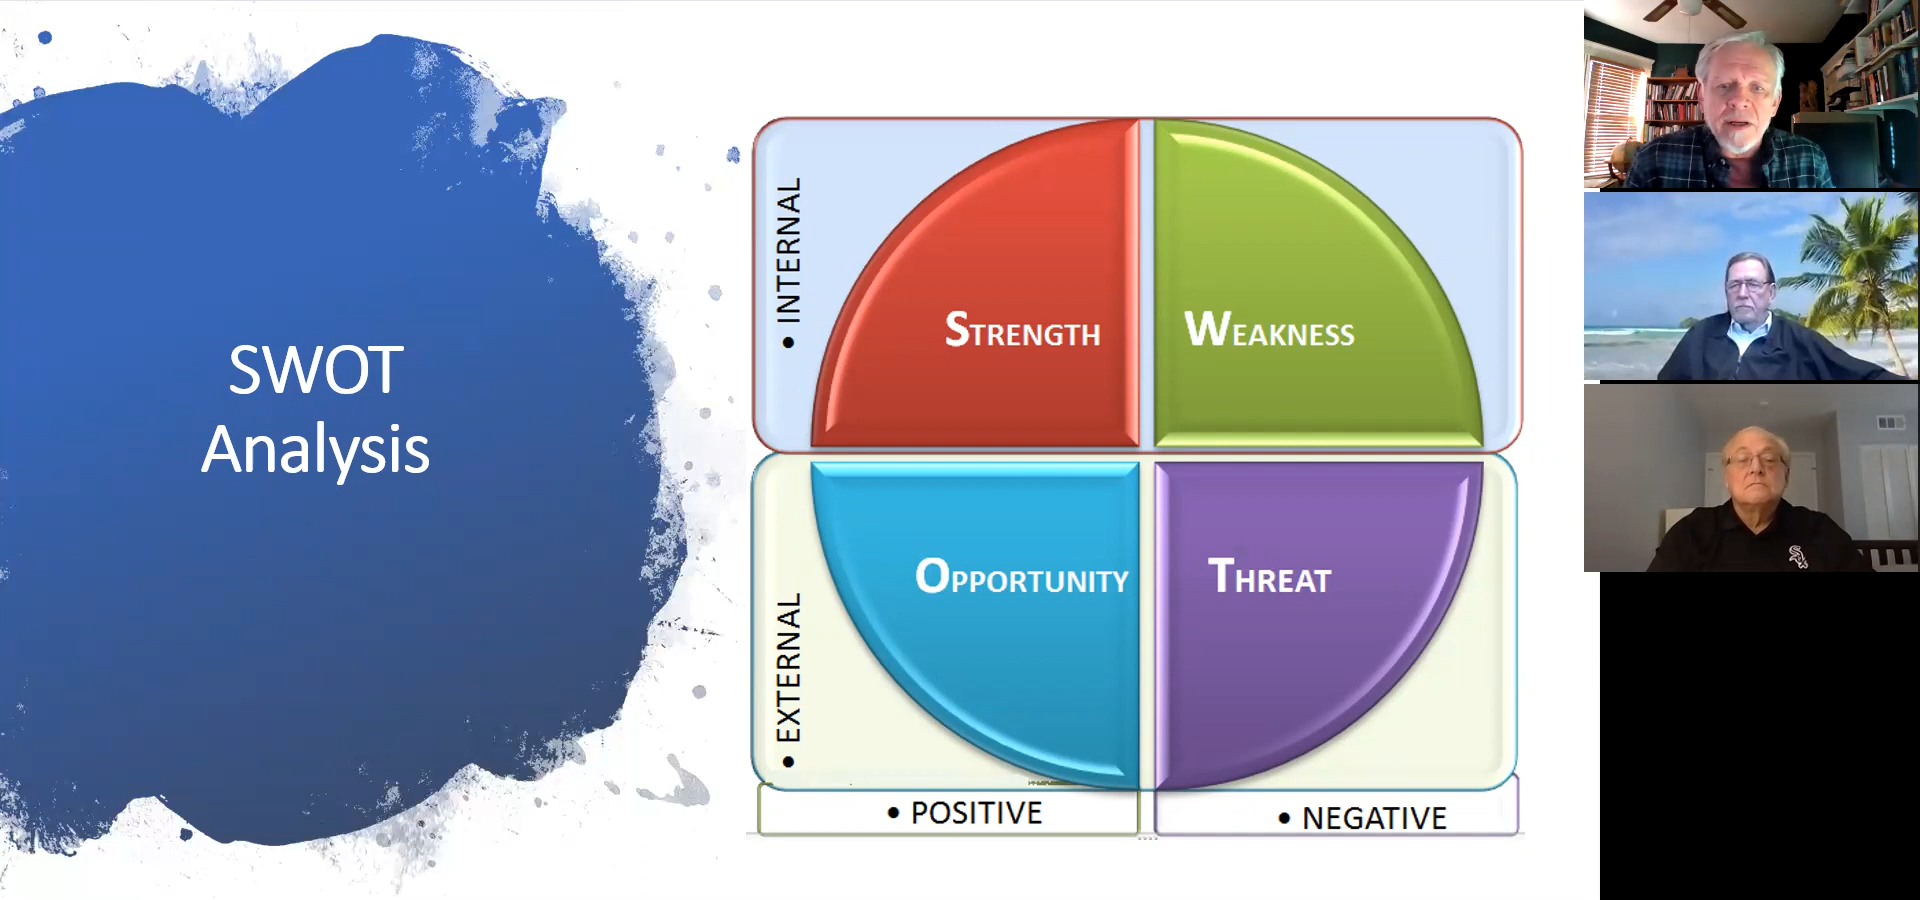 SWOT
Analysis
• INTERNAL
STRENGTH
WEAKNESS
• EXTERNAL
OPPORTUNITY
THREAT
• POSITIVE
• NEGATIVE